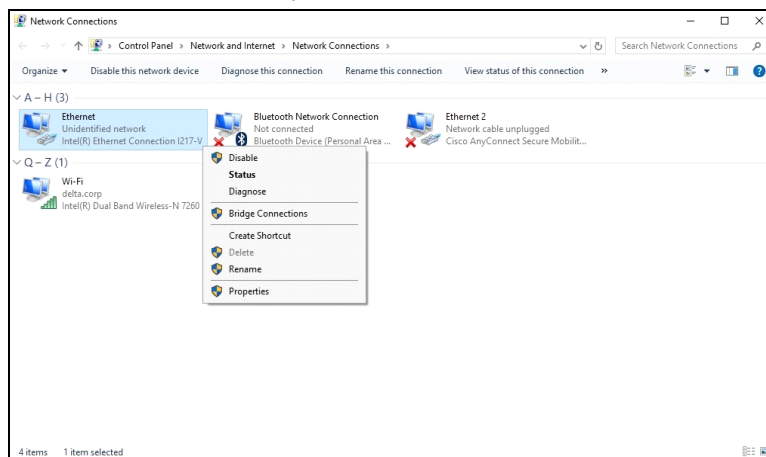 Network Connections
Control Panel > Network and Internet > Network Connections >
Search Network Connections
Organize Disable this network device Diagnose this connection Rename this connection View status of this connection »
A – H (3)
Ethernet
Unidentified network
Intel(R) Ethernet Connection I217-V
Bluetooth Network Connection
Not connected
Bluetooth Device (Personal Area ...
Ethernet 2
Network cable unplugged
Cisco AnyConnect Secure Mobilit...
Q – Z (1)
Wi-Fi
delta.corp
Intel(R) Dual Band Wireless-N 7260
Disable
Status
Diagnose
Bridge Connections
Create Shortcut
Delete
Rename
Properties
4 items 1 item selected